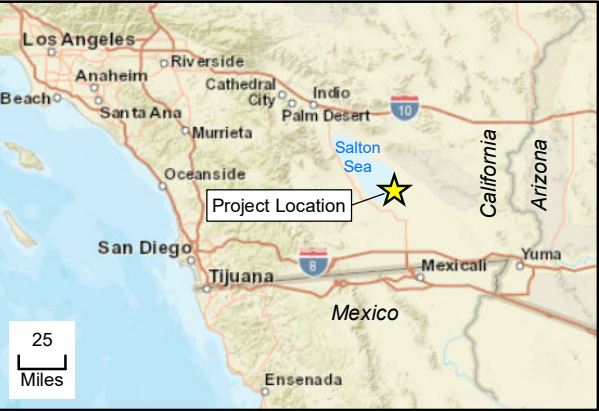 Los Angeles
Riverside
Anaheim
Cathedral
City
Indio
Beach
Santa Ana
Palm Desert
10
Murrieta
Salton
Sea
California
Arizona
Oceanside
Project Location
San Diego
8
Yuma
Mexicali
Tijuana
Mexico
25
Miles
Ensenada